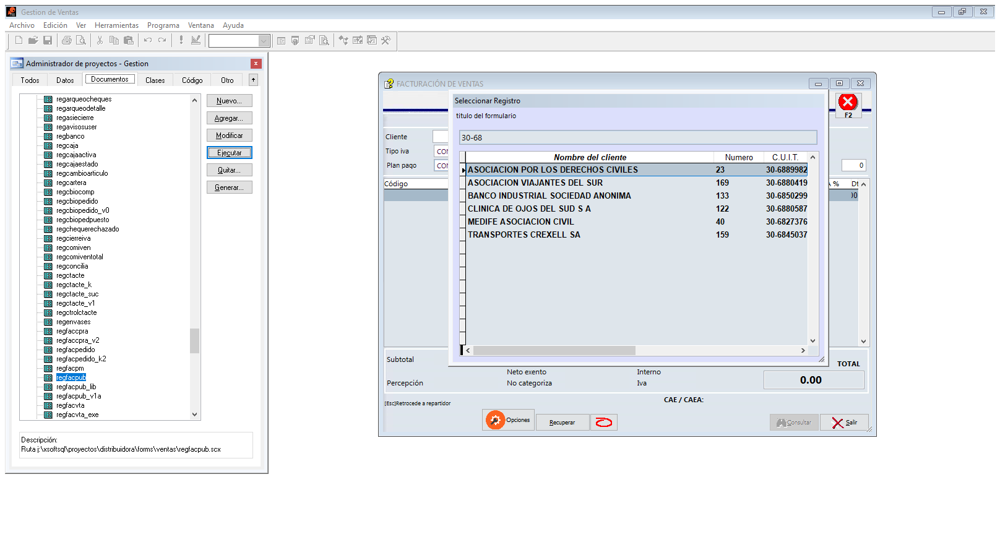 Gestion de Ventas
Archivo Edición Ver Herramientas Programa Ventana Ayuda
Administrador de proyectos - Gestion
Todos Datos Documentos Clases Código Otro
regarqueocheques
regarqueodetalle
regasiecierre
regavisosuser
regbanco
regcaja
regcajaactiva
regcajaestado
regcambioarticulo
regcartera
regcbiocomp
regcbiopedido
regcbiopedido_v0
regcbiopedpuesto
regchequerechazado
regcierreiva
regcomiven
regcomiventotal
regconcilia
regctacte
regctacte_k
regctacte_suc
regctacte_v1
regctrolctacte
regenvases
regfaccpra
regfaccpra_v2
regfacpedido
regfacpedido_k2
regfacpm
regfacpub
regfacpub_lib
regfacpub_v1a
regfacvta
regfacvta_exe
Nuevo...
Agregar...
Modificar
Ejecutar
Quitar...
Generar...
Descripción:
Ruta j:\xsoftsql\proyectos\distribuidora\forms\ventas\regfacpub.scx
FACTURACIÓN DE VENTAS
F2
Cliente
Tipo iva CON
Plan pago CON
0
Código
%
Dt
Seleccionar Registro
titulo del formulario
30-68
Nombre del cliente Numero C.U.I.T.
ASOCIACION POR LOS DERECHOS CIVILES 23 30-6889982
ASOCIACION VIAJANTES DEL SUR 169 30-6880419
BANCO INDUSTRIAL SOCIEDAD ANONIMA 133 30-6850299
CLINICA DE OJOS DEL SUD S A 122 30-6880587
MEDIFE ASOCIACION CIVIL 40 30-6827376
TRANSPORTES CREXELL SA 159 30-6845037
Subtotal
Neto exento Interno
Percepción No categoriza Iva
TOTAL
0.00
CAE / CAEA:
[Esc]Retrocede a repartidor
Opciones
Recuperar
Consultar
Salir